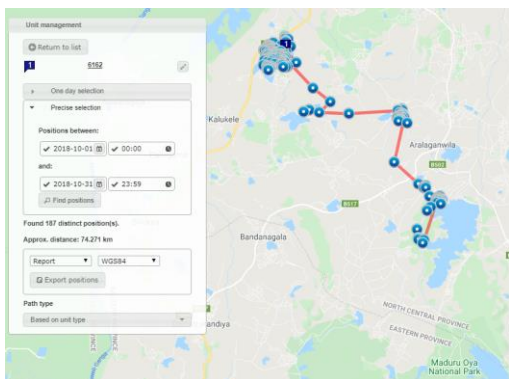 Unit management
Return to list
1
6162
One day selection
Precise selection
Positions between:
2018-10-01
00:00
and:
2018-10-31
23:59
Find positions
Found 187 distinct position(s).
Approx. distance: 74.271 km
Report
WGS84
Export positions
Path type
Based on unit type
1
Kalukele
Aralaganwila
B502
B527
Bandanagala
andiya
NORTH CENTRAL PROVINCE
EASTERN PROVINCE
Maduru Oya
National Park